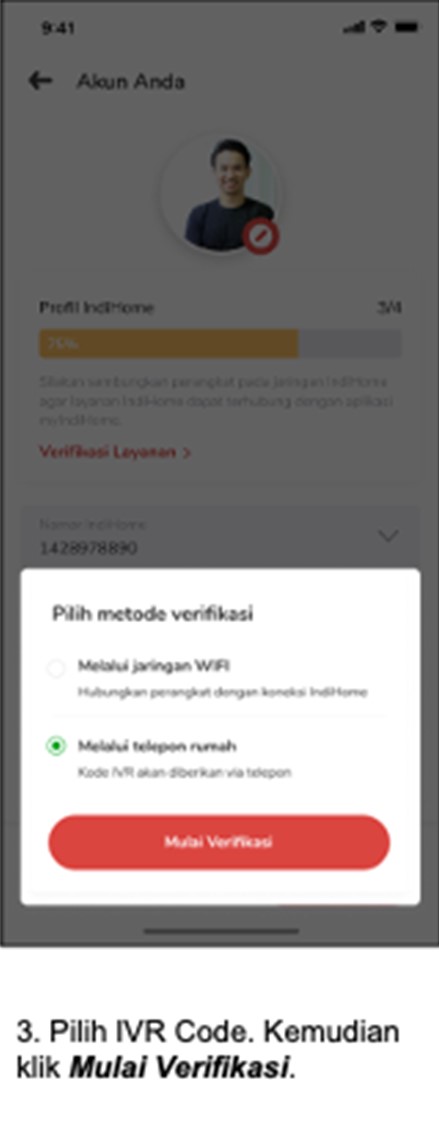 9:41
Akun Anda
Profil IndiHome 3/4
75%
Silakan sambungkan perangkat pada jaringan IndiHome
agar layanan IndiHome dapat terhubung dengan aplikasi
myIndiHome.
Verifikasi Layanan >
Nomor IndiHome
1428978890
Pilih metode verifikasi
Melalui jaringan WIFI
Hubungkan perangkat dengan koneksi IndiHome
Melalui telepon rumah
Kode IVR akan diberikan via telepon
Mulai Verifikasi
3. Pilih IVR Code. Kemudian
klik Mulai Verifikasi.